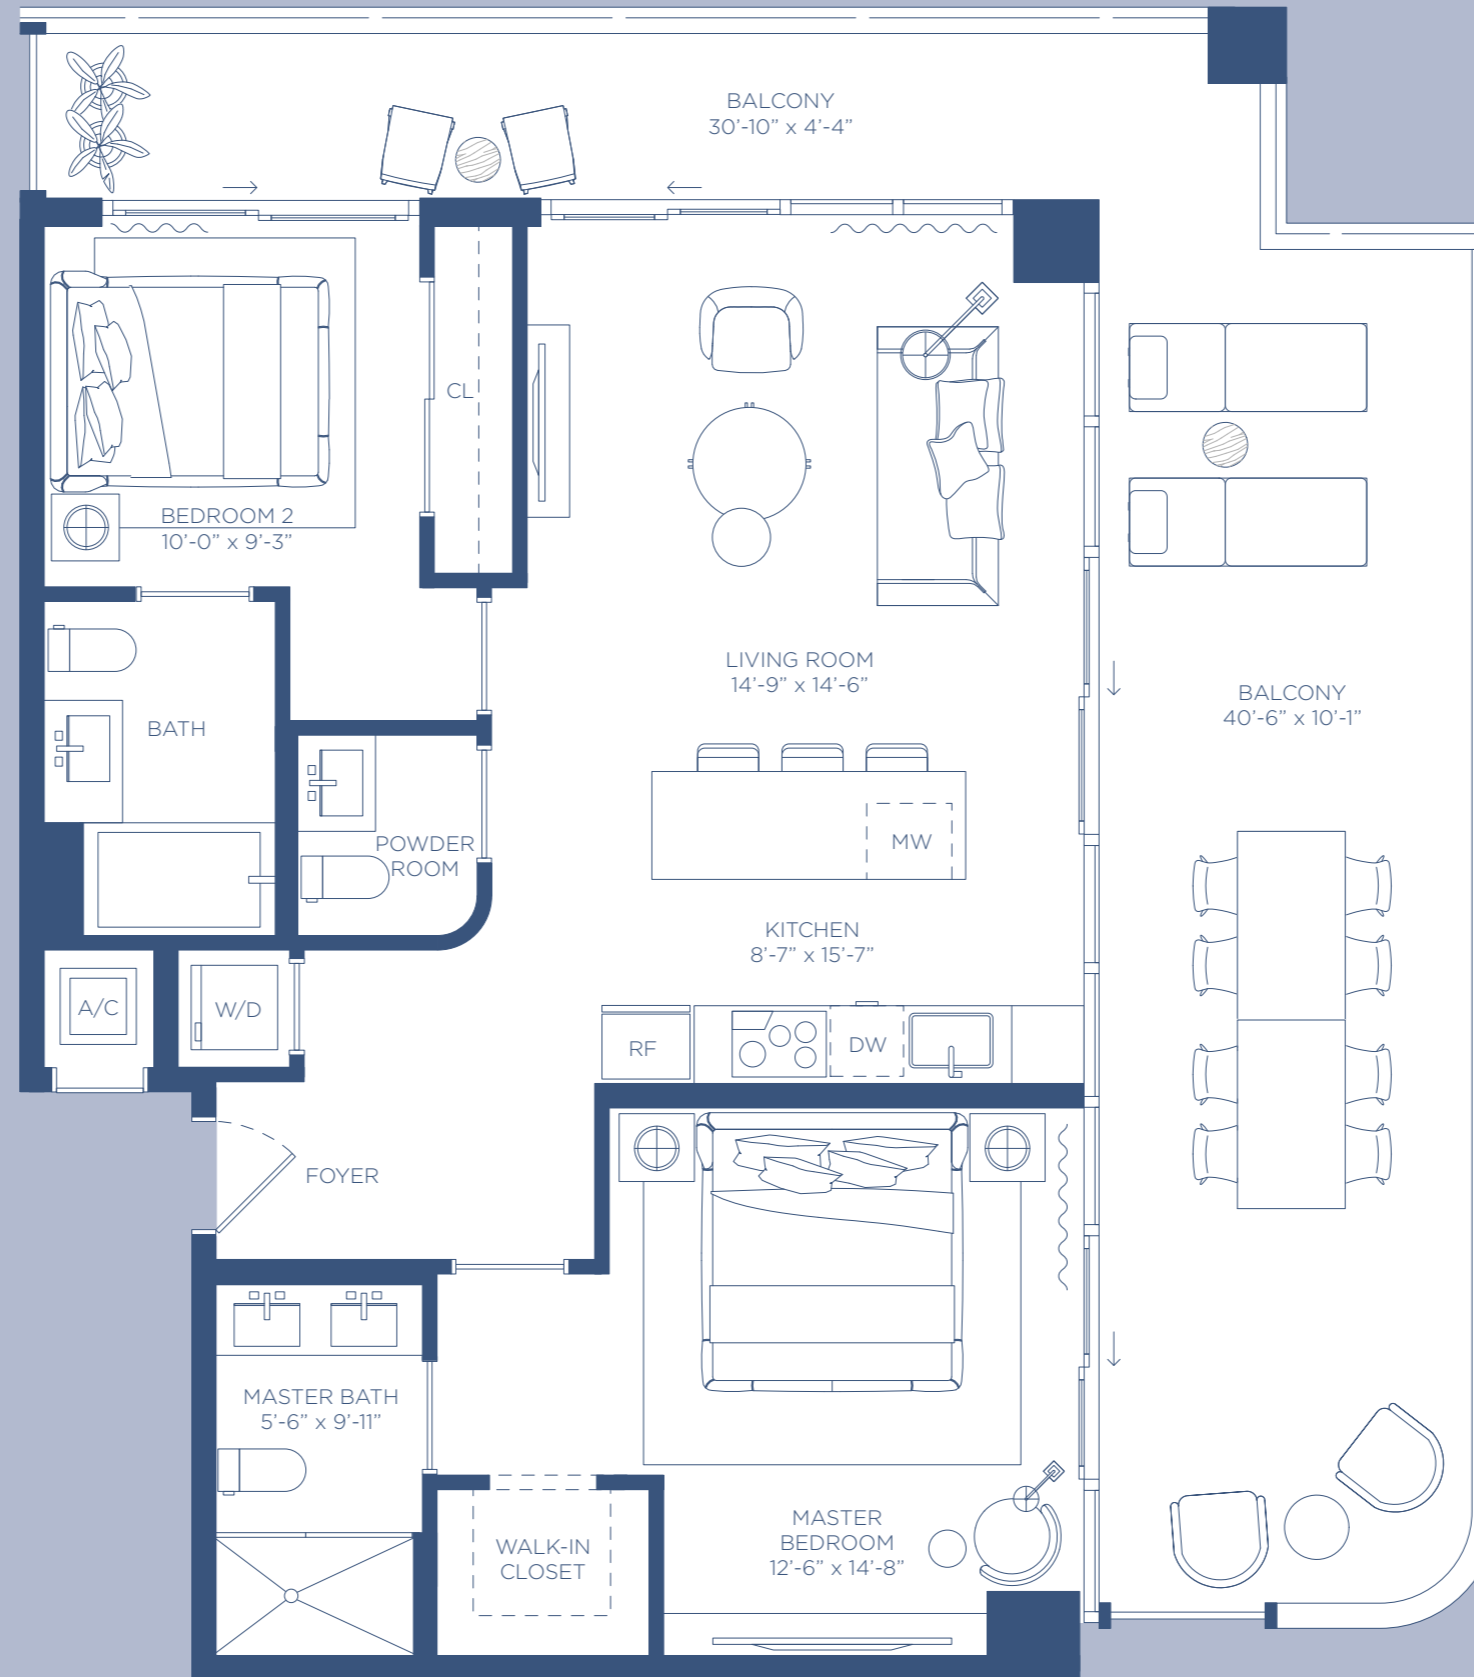 BALCONY
30'-10” x 4'-4”
CL
BEDROOM 2
10'-0” x 9'-3”
LIVING ROOM
14'-9” x 14'-6”
BALCONY
40'-6” x 10'-1”
BATH
POWDER
ROOM
MW
KITCHEN
8'-7” x 15'-7”
A/C
W/D
RF
DW
FOYER
MASTER BATH
5'-6” x 9'-11”
WALK-IN
CLOSET
MASTER
BEDROOM
12'-6” x 14'-8”